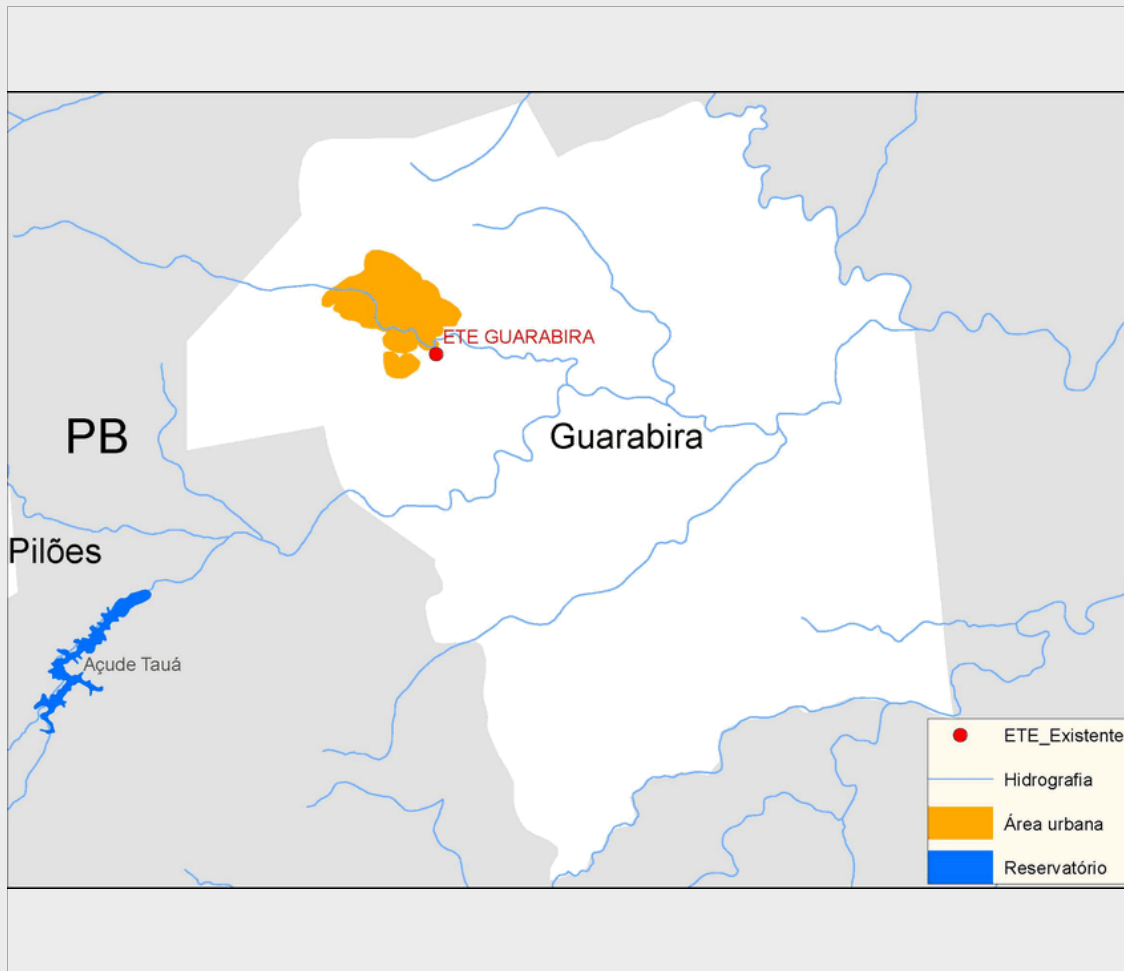 ETE GUARABIRA
PB
Guarabira
Pilões
Açude Tauá
ETE_Existente
Hidrografia
Área urbana
Reservatório